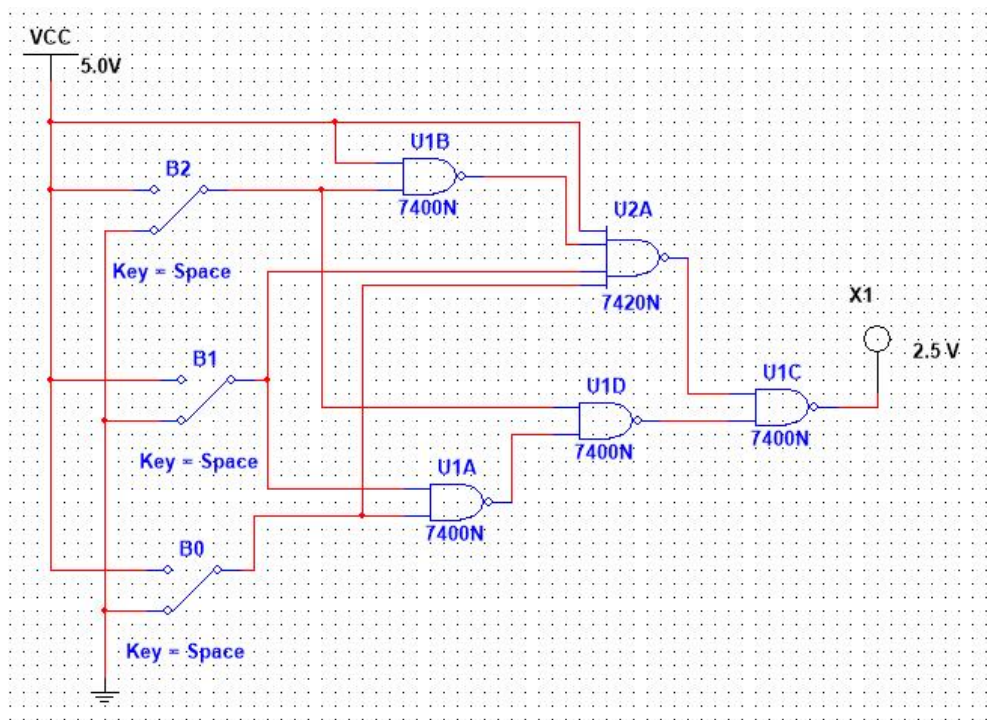 VCC
5.0V
U1B
B2
7400N
U2A
Key = Space
7420N
X1
2.5 V
B1
U1D
U1C
7400N
7400N
Key = Space
U1A
7400N
B0
Key = Space